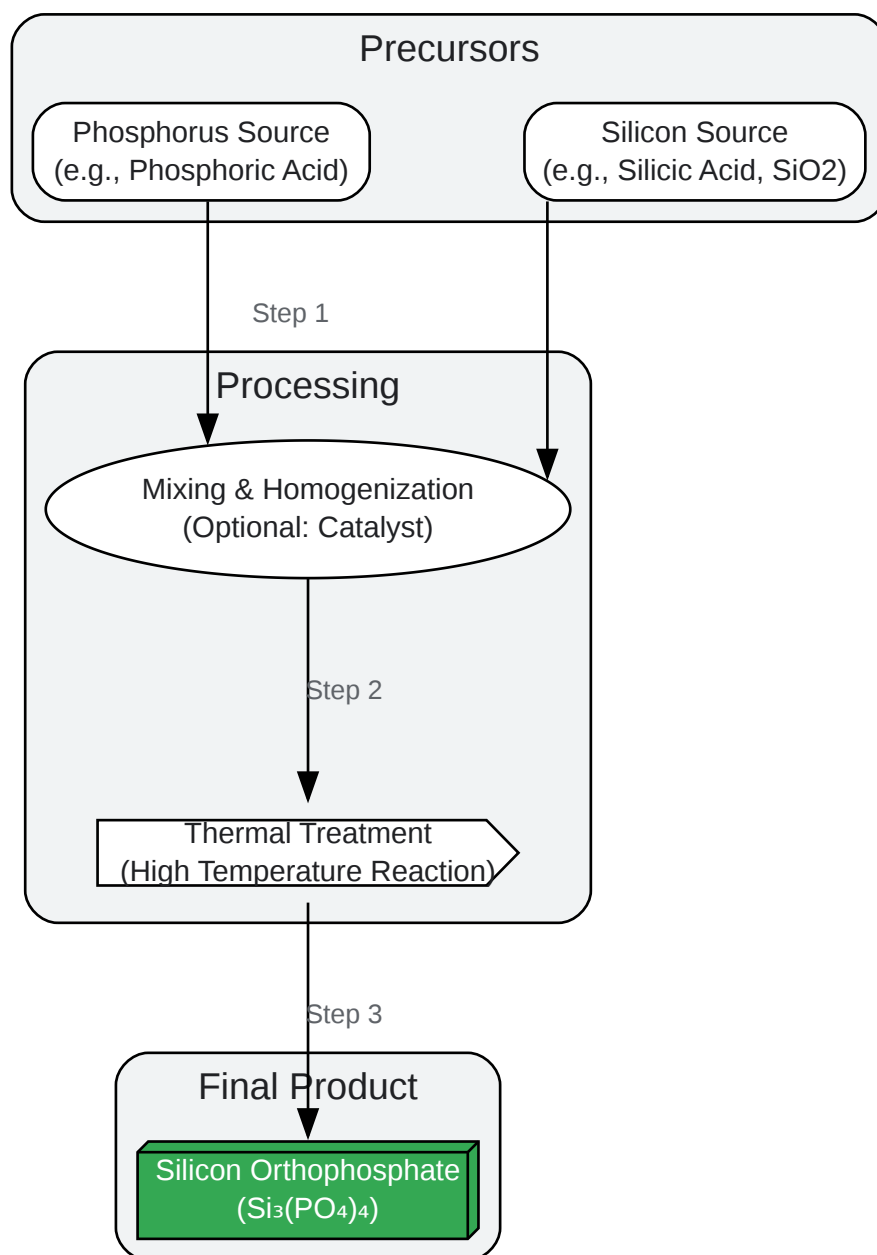 Precursors
Phosphorus Source
(e.g., Phosphoric Acid)
Silicon Source
(e.g., Silicic Acid, SiO2)
Step 1
Processing
Mixing & Homogenization
(Optional: Catalyst)
Step 2
Thermal Treatment
(High Temperature Reaction)
Step 3
Final Product
Silicon Orthophosphate
(Si₃(PO₄)₄)